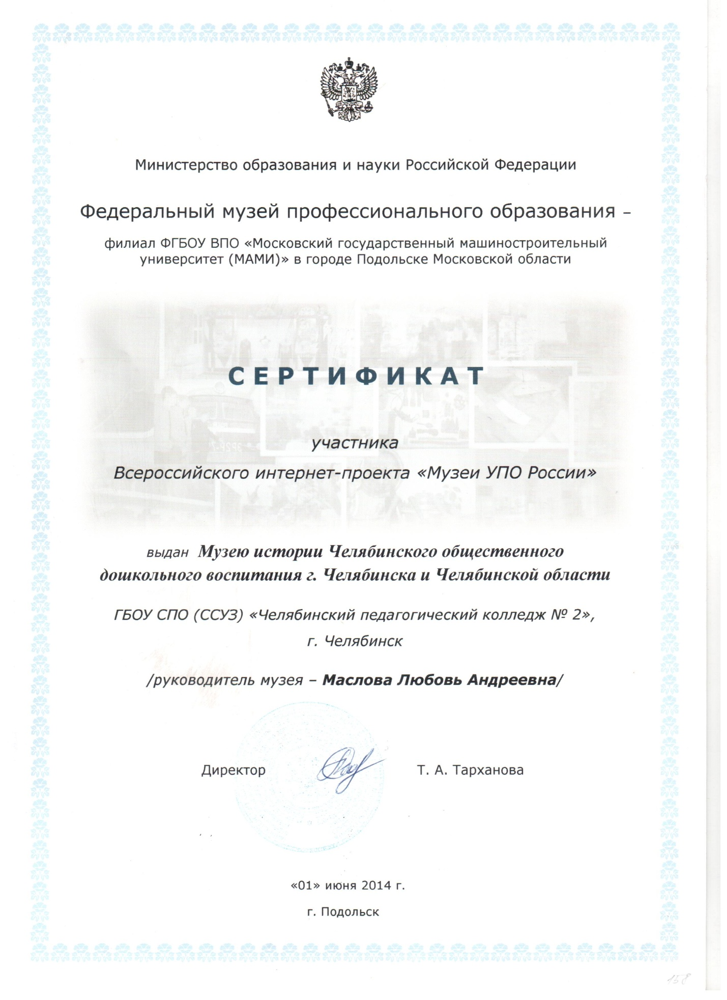 Министерство образования и науки Российской Федерации
Федеральный музей профессионального образования –
филиал ФГБОУ ВПО «Московский государственный машиностроительный
университет (МАМИ)» в городе Подольске Московской области
СЕРТИФИКАТ
участника
Всероссийского интернет-проекта «Музеи УПО России»
выдан Музею истории Челябинского общественного
дошкольного воспитания г. Челябинска и Челябинской области
ГБОУ СПО (ССУЗ) «Челябинский педагогический колледж № 2»,
г. Челябинск
/руководитель музея – Маслова Любовь Андреевна/
Директор Т. А. Тарханова
«01» июня 2014 г.
г. Подольск
158